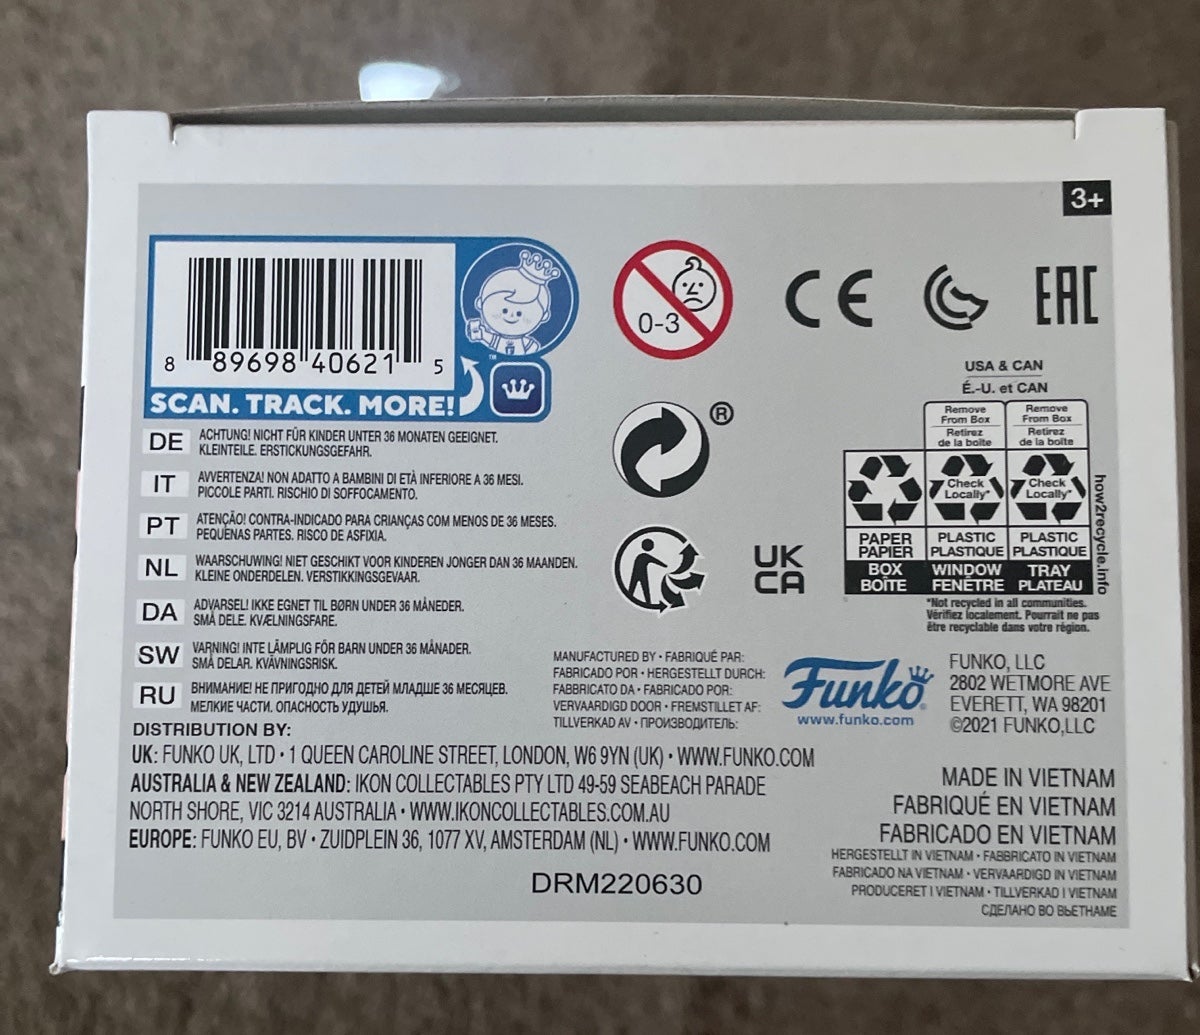 3+
8 89698 40621 5
SCAN. TRACK. MORE!
™
0-3
CE
EAC
®
UK
CA
USA & CAN
É.-U. et CAN
Remove From Box
Retirez de la boîte
Remove From Box
Retirez de la boîte
Check Locally*
Check Locally*
PAPER PAPIER
PLASTIC PLASTIQUE
PLASTIC PLASTIQUE
BOX BOÎTE
WINDOW FENÊTRE
TRAY PLATEAU
how2recycle.info
*Not recycled in all communities.
Vérifiez localement. Pourrait ne pas
être recyclable dans votre région.
DE ACHTUNG! NICHT FÜR KINDER UNTER 36 MONATEN GEEIGNET.
KLEINTEILE. ERSTICKUNGSGEFAHR.
IT AVVERTENZA! NON ADATTO A BAMBINI DI ETÀ INFERIORE A 36 MESI.
PICCOLE PARTI. RISCHIO DI SOFFOCAMENTO.
PT ATENÇÃO! CONTRA-INDICADO PARA CRIANÇAS COM MENOS DE 36 MESES.
PEQUENAS PARTES. RISCO DE ASFIXIA.
NL WAARSCHUWING! NIET GESCHIKT VOOR KINDEREN JONGER DAN 36 MAANDEN.
KLEINE ONDERDELEN. VERSTIKKINGSGEVAAR.
DA ADVARSEL! IKKE EGNET TIL BØRN UNDER 36 MÅNEDER.
SMÅ DELE. KVÆLNINGSFARE.
SW VARNING! INTE LÄMPLIG FÖR BARN UNDER 36 MÅNADER.
SMÅ DELAR. KVÄVNINGSRISK.
RU ВНИМАНИЕ! НЕ ПРИГОДНО ДЛЯ ДЕТЕЙ МЛАДШЕ 36 МЕСЯЦЕВ.
МЕЛКИЕ ЧАСТИ. ОПАСНОСТЬ УДУШЬЯ.
MANUFACTURED BY • FABRIQUÉ PAR:
FABRICADO POR • HERGESTELLT DURCH:
FABBRICATO DA • FABRICADO POR:
VERVAARDIGD DOOR • FREMSTILLET AF:
TILLVERKAD AV • ПРОИЗВОДИТЕЛЬ:
Funko®
www.funko.com
FUNKO, LLC
2802 WETMORE AVE
EVERETT, WA 98201
©2021 FUNKO,LLC
DISTRIBUTION BY:
UK: FUNKO UK, LTD • 1 QUEEN CAROLINE STREET, LONDON, W6 9YN (UK) • WWW.FUNKO.COM
AUSTRALIA & NEW ZEALAND: IKON COLLECTABLES PTY LTD 49-59 SEABEACH PARADE
NORTH SHORE, VIC 3214 AUSTRALIA • WWW.IKONCOLLECTABLES.COM.AU
EUROPE: FUNKO EU, BV • ZUIDPLEIN 36, 1077 XV, AMSTERDAM (NL) • WWW.FUNKO.COM
DRM220630
MADE IN VIETNAM
FABRIQUÉ EN VIETNAM
FABRICADO EN VIETNAM
HERGESTELLT IN VIETNAM • FABBRICATO IN VIETNAM
FABRICADO NA VIETNAM • VERVAARDIGD IN VIETNAM
PRODUCERET I VIETNAM • TILLVERKAD I VIETNAM
СДЕЛАНО ВО ВЬЕТНАМЕ